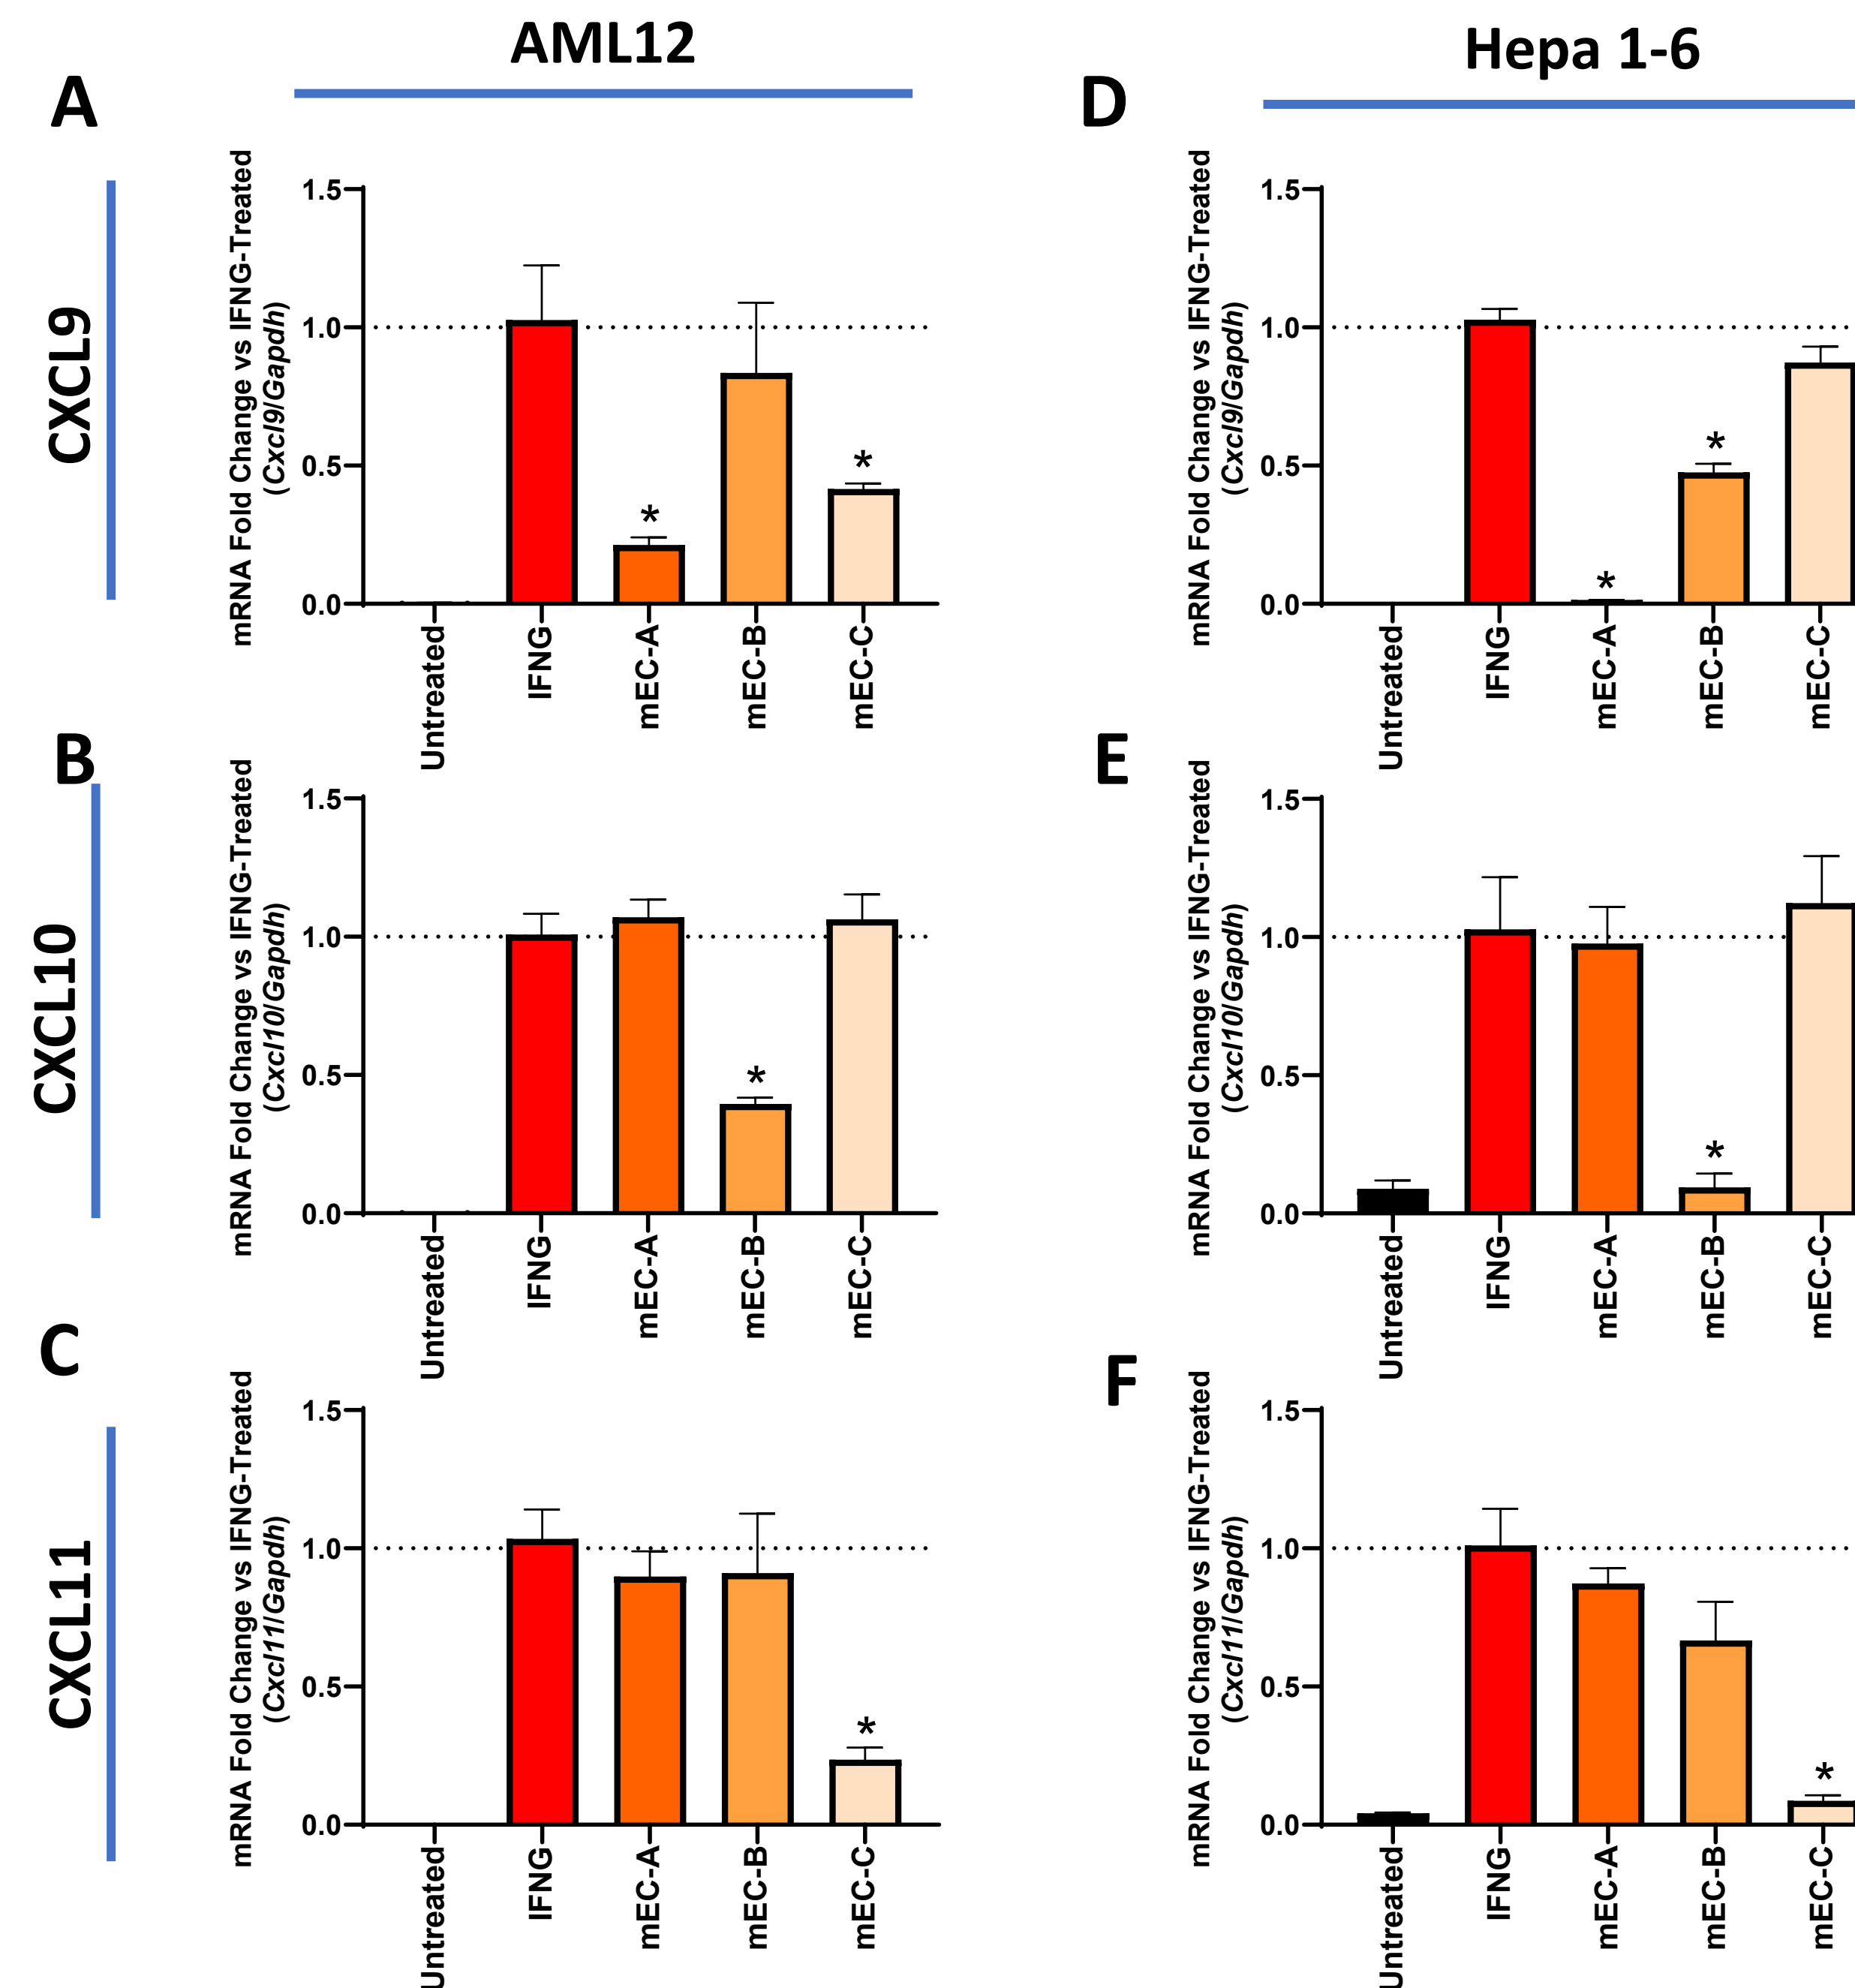 AML12
Hepa 1-6
A
CXCL9
mRNA Fold Change vs IFNG-Treated
(Cxcl9/Gapdh)
1.5
1.0
0.5
0.0
*
*
Untreated
IFNG
mEC-A
mEC-B
mEC-C
D
mRNA Fold Change vs IFNG-Treated
(Cxcl9/Gapdh)
1.5
1.0
0.5
0.0
*
*
Untreated
IFNG
mEC-A
mEC-B
mEC-C
B
CXCL10
mRNA Fold Change vs IFNG-Treated
(Cxcl10/Gapdh)
1.5
1.0
0.5
0.0
*
Untreated
IFNG
mEC-A
mEC-B
mEC-C
E
mRNA Fold Change vs IFNG-Treated
(Cxcl10/Gapdh)
1.5
1.0
0.5
0.0
*
Untreated
IFNG
mEC-A
mEC-B
mEC-C
C
CXCL11
mRNA Fold Change vs IFNG-Treated
(Cxcl11/Gapdh)
1.5
1.0
0.5
0.0
*
Untreated
IFNG
mEC-A
mEC-B
mEC-C
F
mRNA Fold Change vs IFNG-Treated
(Cxcl11/Gapdh)
1.5
1.0
0.5
0.0
*
Untreated
IFNG
mEC-A
mEC-B
mEC-C